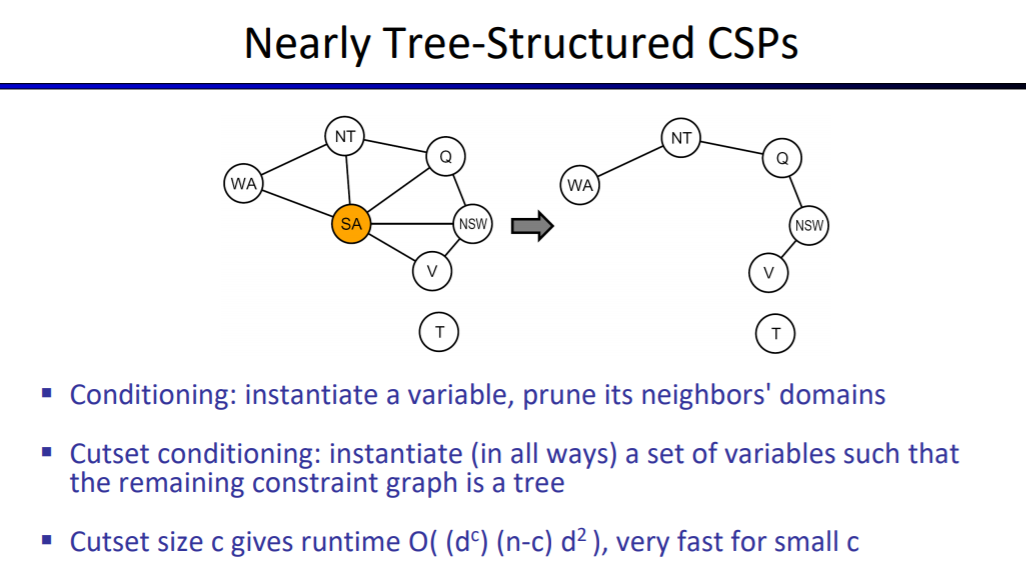 Nearly Tree-Structured CSPs
NT
Q
WA
SA
NSW
V
T
NT
Q
WA
NSW
V
T
▪ Conditioning: instantiate a variable, prune its neighbors' domains
▪ Cutset conditioning: instantiate (in all ways) a set of variables such that
the remaining constraint graph is a tree
▪ Cutset size c gives runtime O( (dᶜ) (n-c) d² ), very fast for small c